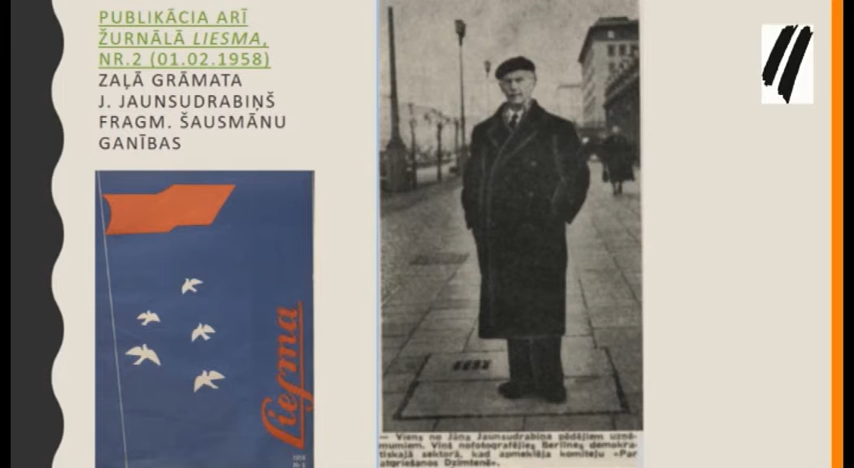 PUBLIKĀCIA ARĪ
ŽURNĀLĀ LIESMA,
NR.2 (01.02.1958)
ZAĻĀ GRĀMATA
J. JAUNSUDRABIŅŠ
FRAGM. ŠAUSMĀNU
GANĪBAS
Liesma
— Viens no Jāņa Jaunsudrabiņa pēdējiem uzņē-
mumiem. Viņš nofotografējies Berlīnes demokrā-
tiskajā sektorā, kad apmeklēja komiteju «Par
atgriešanos Dzimtenē».